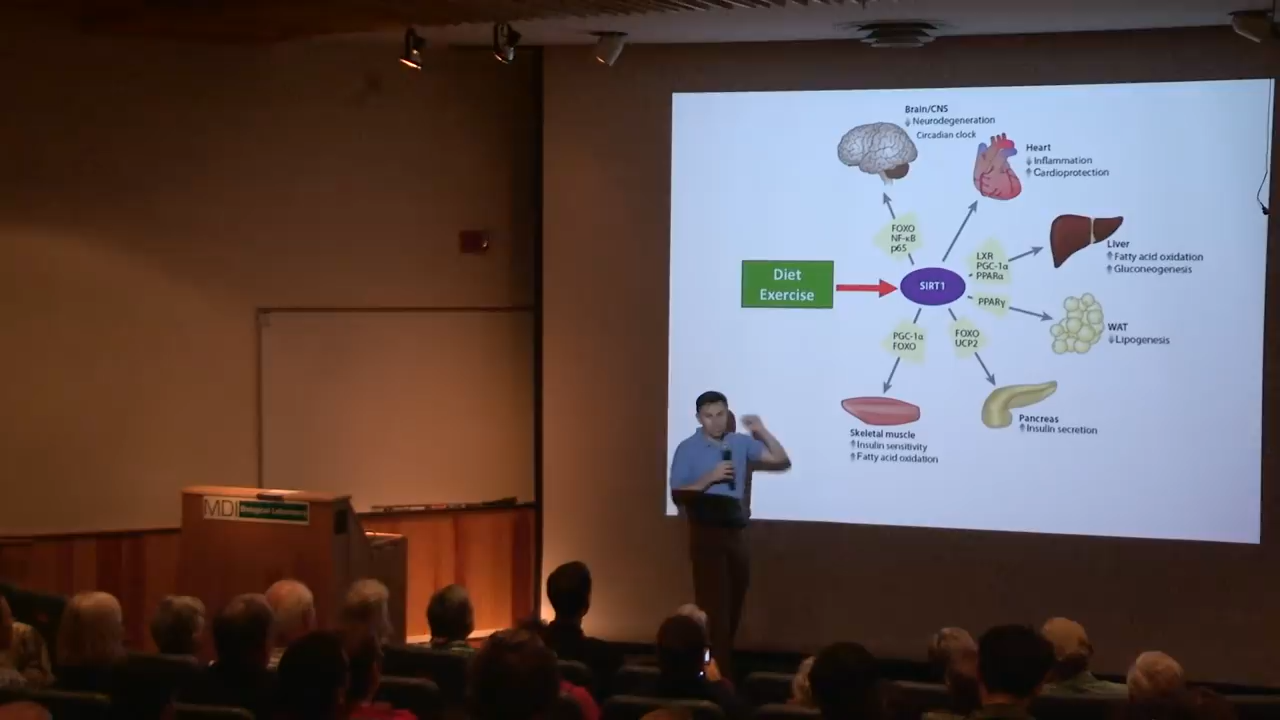 Brain/CNS
Neurodegeneration
Circadian clock
Heart
Inflammation
Cardioprotection
FOXO
NF-κB
p65
LXR
PGC-1α
PPARα
Liver
Fatty acid oxidation
Gluconeogenesis
Diet
Exercise
SIRT1
PPARγ
WAT
Lipogenesis
PGC-1α
FOXO
FOXO
UCP2
Skeletal muscle
Insulin sensitivity
Fatty acid oxidation
Pancreas
Insulin secretion
MDI Biological Laboratory